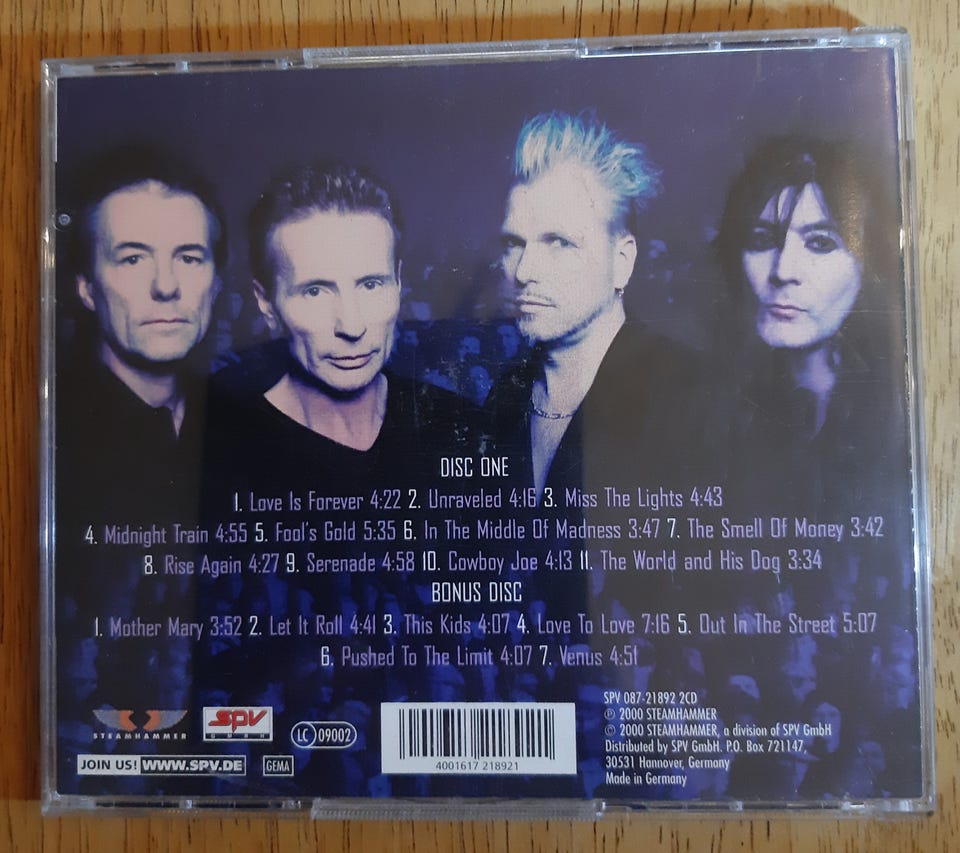 DISC ONE
1. Love Is Forever 4:22 2. Unraveled 4:16 3. Miss The Lights 4:43
4. Midnight Train 4:55 5. Fool's Gold 5:35 6. In The Middle Of Madness 3:47 7. The Smell Of Money 3:42
8. Rise Again 4:27 9. Serenade 4:58 10. Cowboy Joe 4:13 11. The World and His Dog 3:34
BONUS DISC
1. Mother Mary 3:52 2. Let It Roll 4:41 3. This Kids 4:07 4. Love To Love 7:16 5. Out In The Street 5:07
6. Pushed To The Limit 4:07 7. Venus 4:51
STEAMHAMMER
SPV
GMBH
LC 09002
JOIN US! WWW.SPV.DE
GEMA
4001617 218921
SPV 087-21892 2CD
℗ 2000 STEAMHAMMER
© 2000 STEAMHAMMER, a division of SPV GmbH
Distributed by SPV GmbH. P.O. Box 721147,
30531 Hannover, Germany
Made in Germany